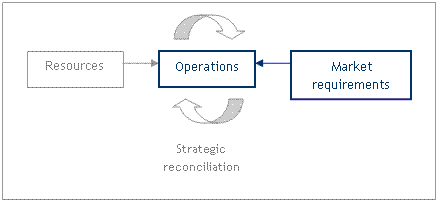 Resources
Operations
Market
requirements
Strategic
reconciliation